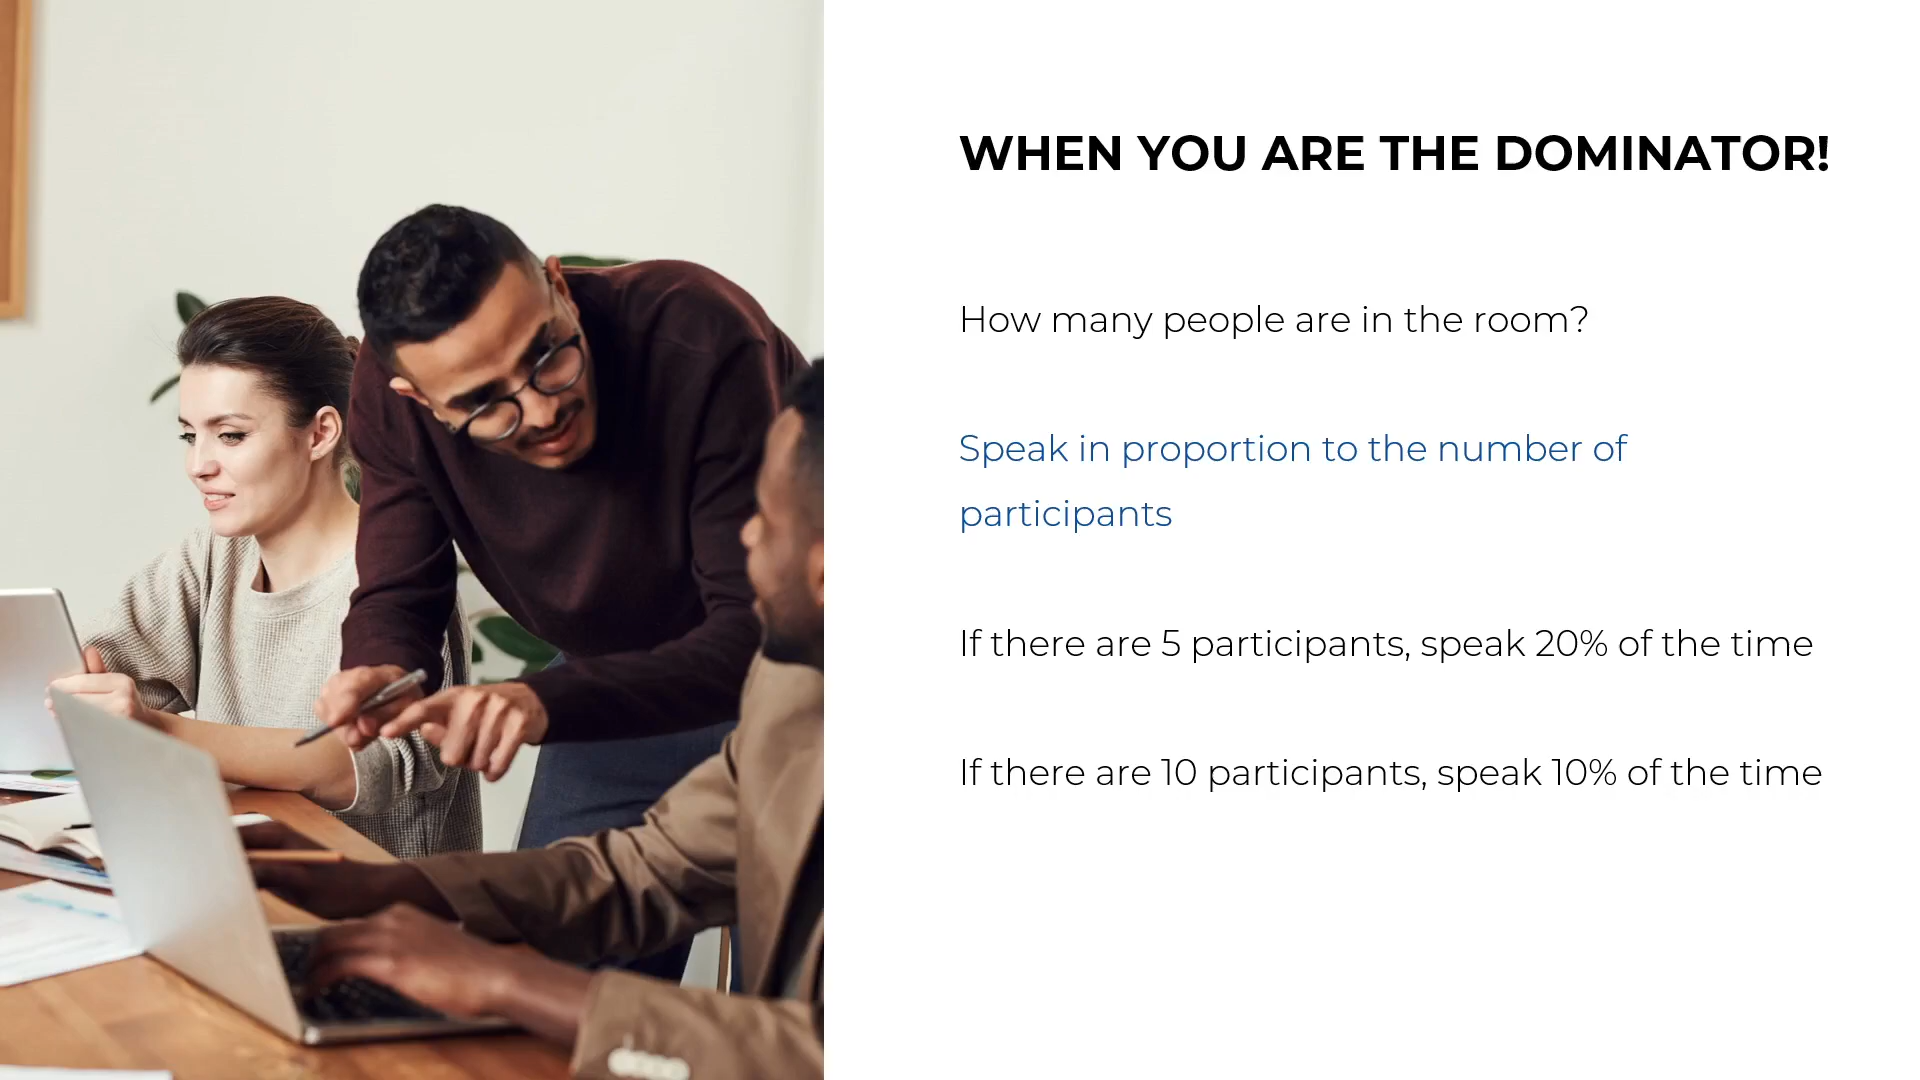 WHEN YOU ARE THE DOMINATOR!
How many people are in the room?
Speak in proportion to the number of
participants
If there are 5 participants, speak 20% of the time
If there are 10 participants, speak 10% of the time